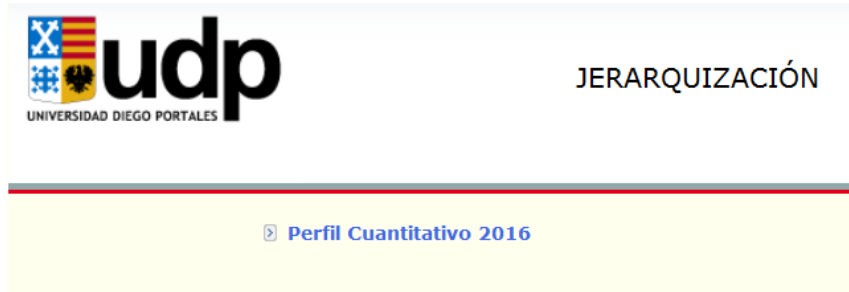 udp
UNIVERSIDAD DIEGO PORTALES
JERARQUIZACIÓN
Perfil Cuantitativo 2016